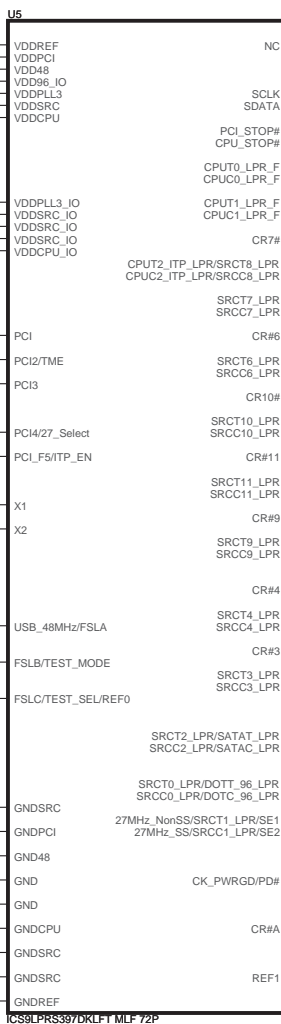 U5
VDDREF
VDDPCI
VDD48
VDD96_IO
VDDPLL3
VDDSRC
VDDCPU
VDDPLL3_IO
VDDSRC_IO
VDDSRC_IO
VDDSRC_IO
VDDCPU_IO
PCI
PCI2/TME
PCI3
PCI4/27_Select
PCI_F5/ITP_EN
X1
X2
USB_48MHz/FSLA
FSLB/TEST_MODE
FSLC/TEST_SEL/REF0
GNDSRC
GNDPCI
GND48
GND
GND
GNDCPU
GNDSRC
GNDSRC
GNDREF
NC
SCLK
SDATA
PCI_STOP#
CPU_STOP#
CPUT0_LPR_F
CPUC0_LPR_F
CPUT1_LPR_F
CPUC1_LPR_F
CR7#
CPUT2_ITP_LPR/SRCT8_LPR
CPUC2_ITP_LPR/SRCC8_LPR
SRCT7_LPR
SRCC7_LPR
CR#6
SRCT6_LPR
SRCC6_LPR
CR10#
SRCT10_LPR
SRCC10_LPR
CR#11
SRCT11_LPR
SRCC11_LPR
CR#9
SRCT9_LPR
SRCC9_LPR
CR#4
SRCT4_LPR
SRCC4_LPR
CR#3
SRCT3_LPR
SRCC3_LPR
SRCT2_LPR/SATAT_LPR
SRCC2_LPR/SATAC_LPR
SRCT0_LPR/DOTT_96_LPR
SRCC0_LPR/DOTC_96_LPR
27MHz_NonSS/SRCT1_LPR/SE1
27MHz_SS/SRCC1_LPR/SE2
CK_PWRGD/PD#
CR#A
REF1
ICS9LPRS397DKLFT MLF 72P